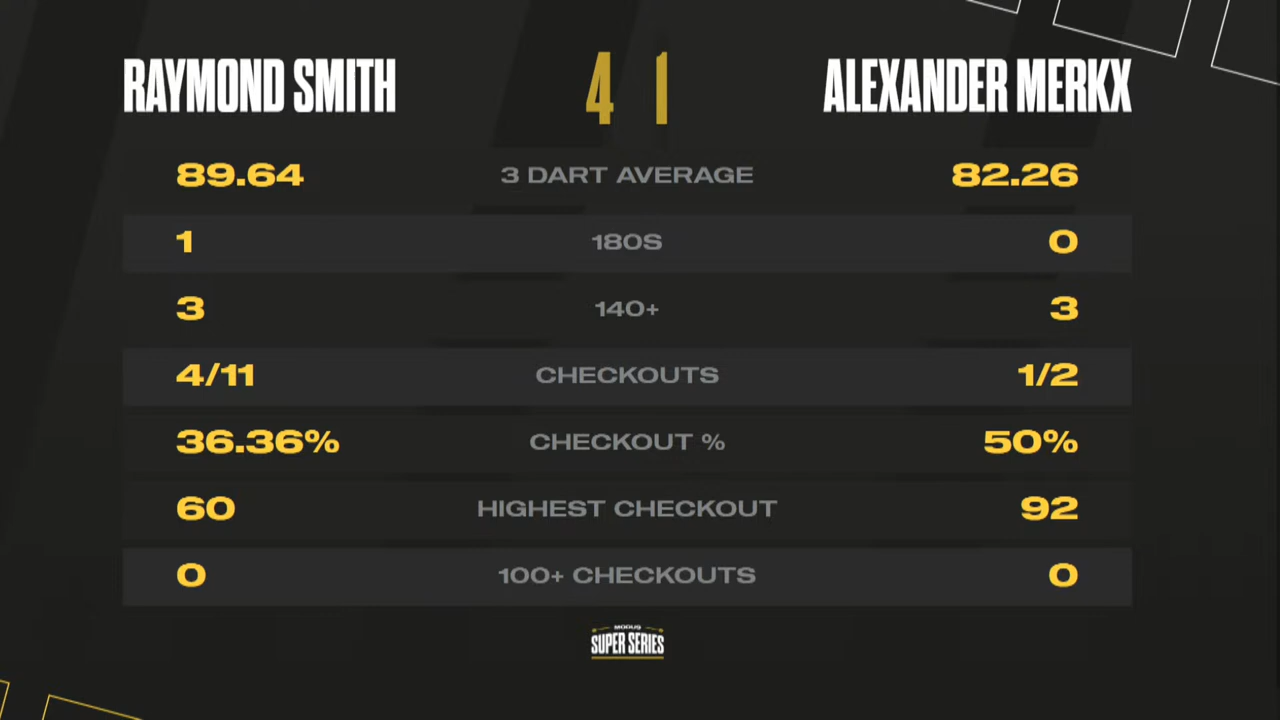 RAYMOND SMITH 4 1 ALEXANDER MERKX
89.64 3 DART AVERAGE 82.26
1 180S 0
3 140+ 3
4/11 CHECKOUTS 1/2
36.36% CHECKOUT % 50%
60 HIGHEST CHECKOUT 92
0 100+ CHECKOUTS 0
MODUS
SUPER SERIES